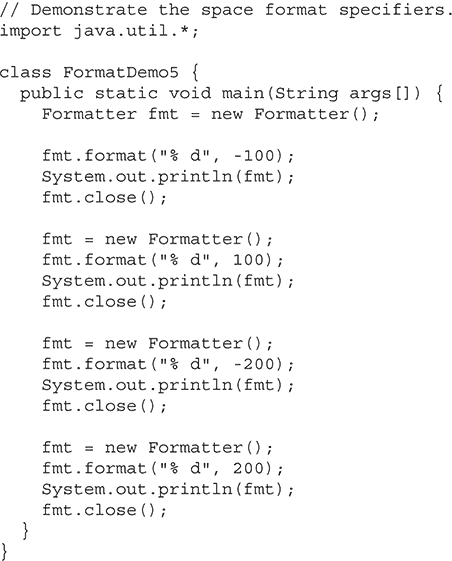 // Demonstrate the space format specifiers.
import java.util.*;

class FormatDemo5 {
  public static void main(String args[]) {
    Formatter fmt = new Formatter();

    fmt.format("% d", -100);
    System.out.println(fmt);
    fmt.close();

    fmt = new Formatter();
    fmt.format("% d", 100);
    System.out.println(fmt);
    fmt.close();

    fmt = new Formatter();
    fmt.format("% d", -200);
    System.out.println(fmt);
    fmt.close();

    fmt = new Formatter();
    fmt.format("% d", 200);
    System.out.println(fmt);
    fmt.close();
  }
}